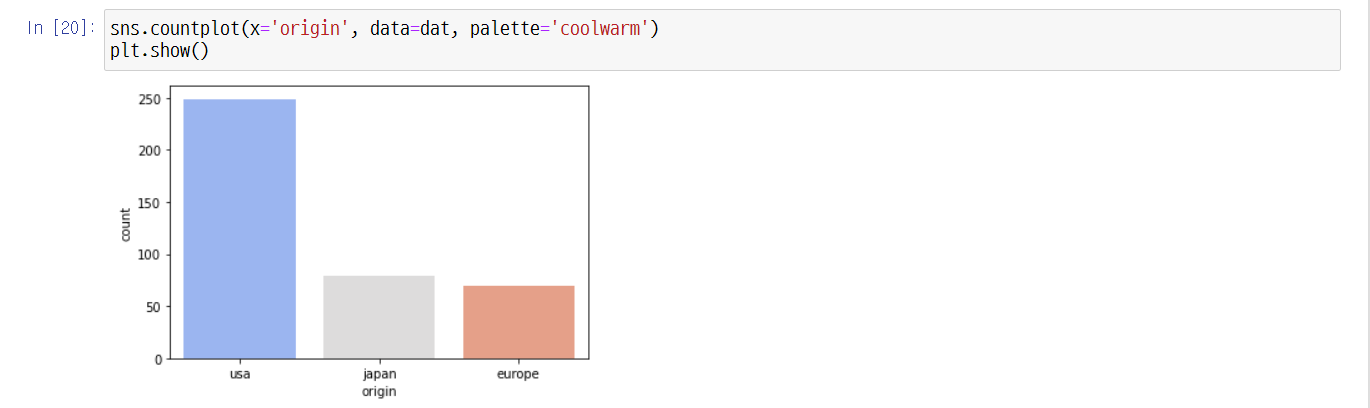 In [20]: sns.countplot(x='origin', data=dat, palette='coolwarm')
plt.show()
250
200
150
100
50
0
count
usa japan europe
origin